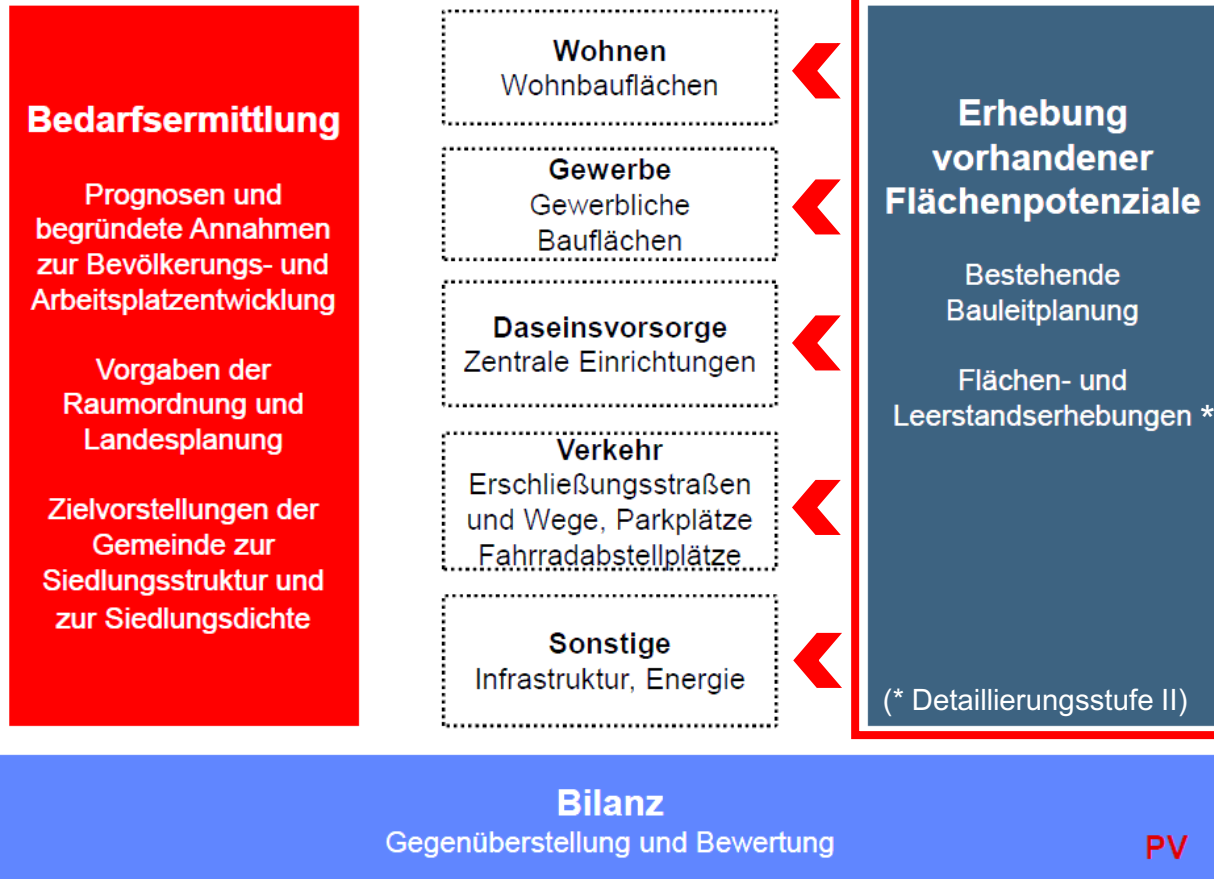 Bedarfsermittlung
Prognosen und
begründete Annahmen
zur Bevölkerungs- und
Arbeitsplatzentwicklung
Vorgaben der
Raumordnung und
Landesplanung
Zielvorstellungen der
Gemeinde zur
Siedlungsstruktur und
zur Siedlungsdichte
Wohnen
Wohnbauflächen
Gewerbe
Gewerbliche
Bauflächen
Daseinsvorsorge
Zentrale Einrichtungen
Verkehr
Erschließungsstraßen
und Wege, Parkplätze
Fahrradabstellplätze
Sonstige
Infrastruktur, Energie
Erhebung
vorhandener
Flächenpotenziale
Bestehende
Bauleitplanung
Flächen- und
Leerstandserhebungen *
(* Detaillierungsstufe II)
Bilanz
Gegenüberstellung und Bewertung
PV